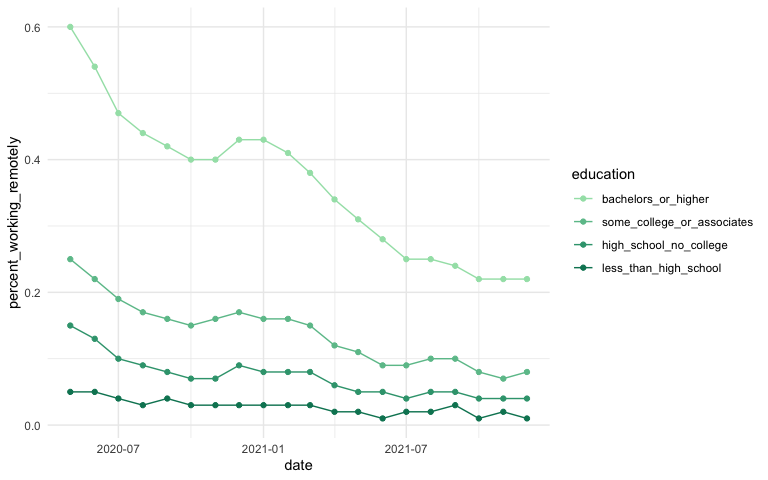 0.6
0.4
0.2
0.0
percent_working_remotely
2020-07
2021-01
2021-07
date
education
bachelors_or_higher
some_college_or_associates
high_school_no_college
less_than_high_school